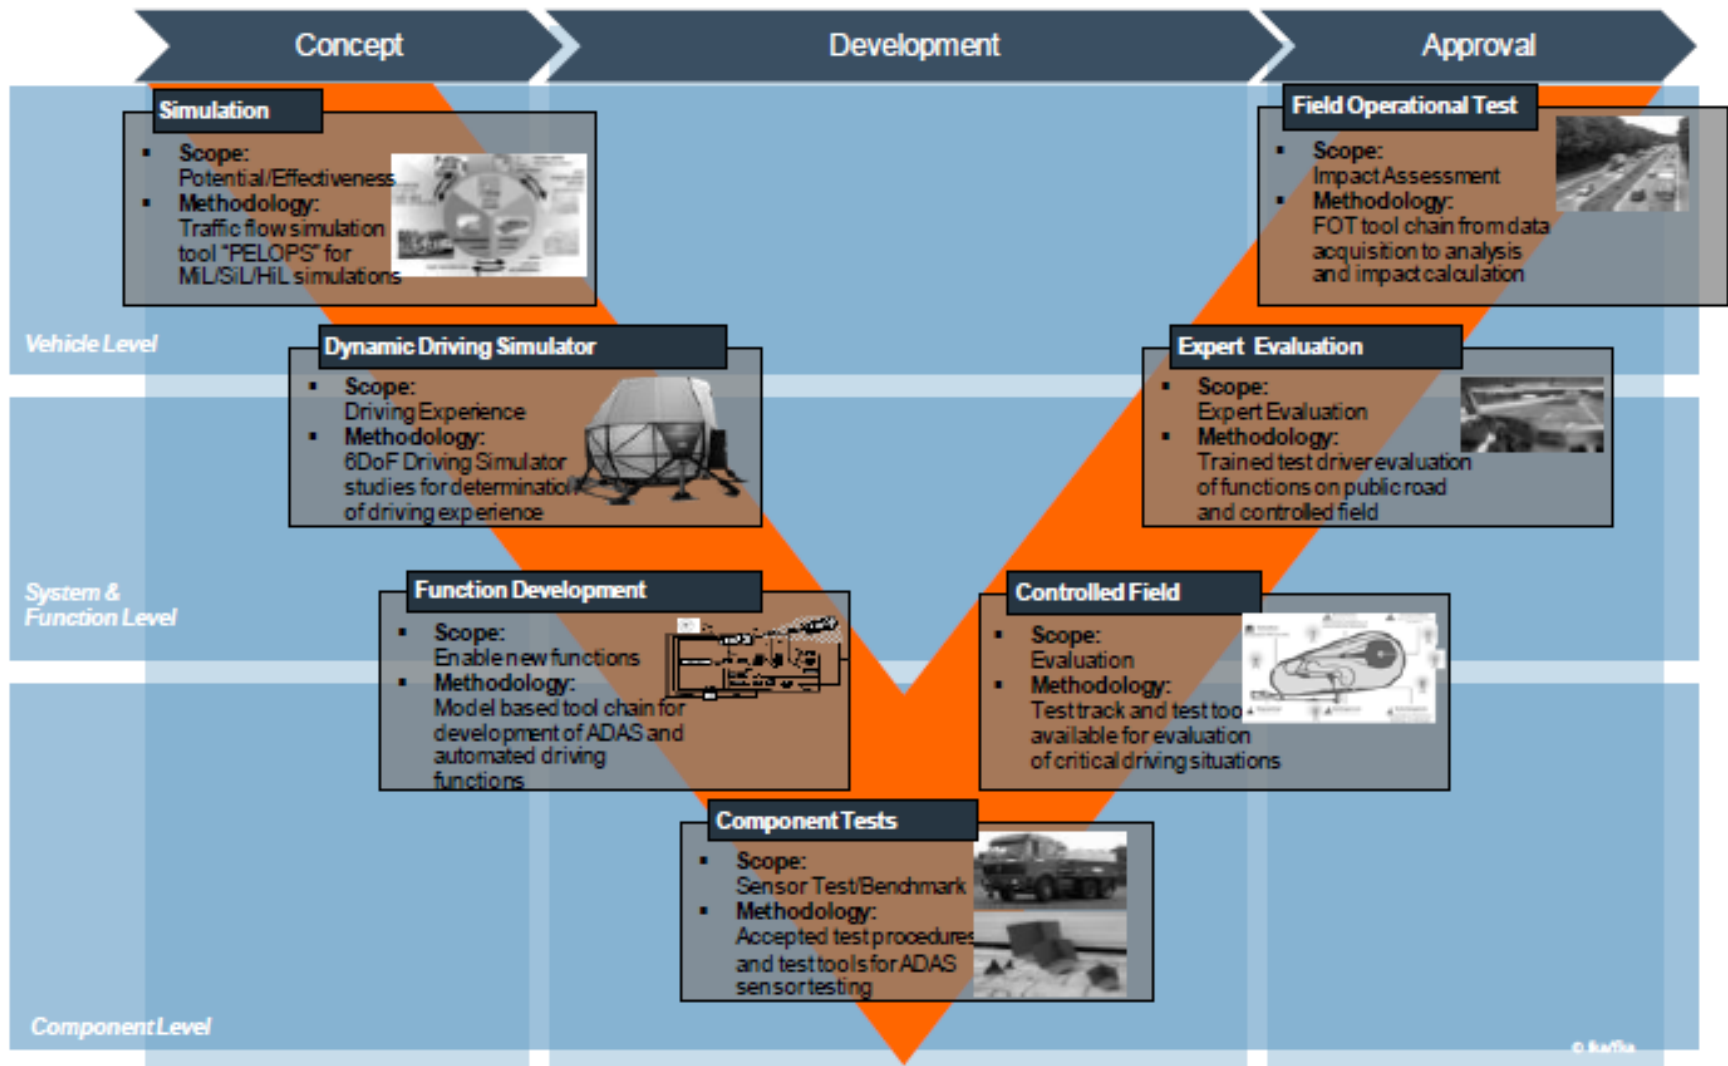 Concept
Development
Approval
Simulation
▪ Scope:
Potential/Effectiveness
▪ Methodology:
Traffic flow simulation
tool "PELOPS" for
MiL/SiL/HiL simulations
Field Operational Test
▪ Scope:
Impact Assessment
▪ Methodology:
FOT tool chain from data
acquisition to analysis
and impact calculation
Vehicle Level
Dynamic Driving Simulator
▪ Scope:
Driving Experience
▪ Methodology:
6DoF Driving Simulator
studies for determination
of driving experience
Expert Evaluation
▪ Scope:
Expert Evaluation
▪ Methodology:
Trained test driver evaluation
of functions on public road
and controlled field
System &
Function Level
Function Development
▪ Scope:
Enable new functions
▪ Methodology:
Model based tool chain for
development of ADAS and
automated driving
functions
Controlled Field
▪ Scope:
Evaluation
▪ Methodology:
Test track and test too
available for evaluation
of critical driving situations
Component Tests
▪ Scope:
Sensor Test/Benchmark
▪ Methodology:
Accepted test procedures
and test tools for ADAS
sensor testing
Component Level